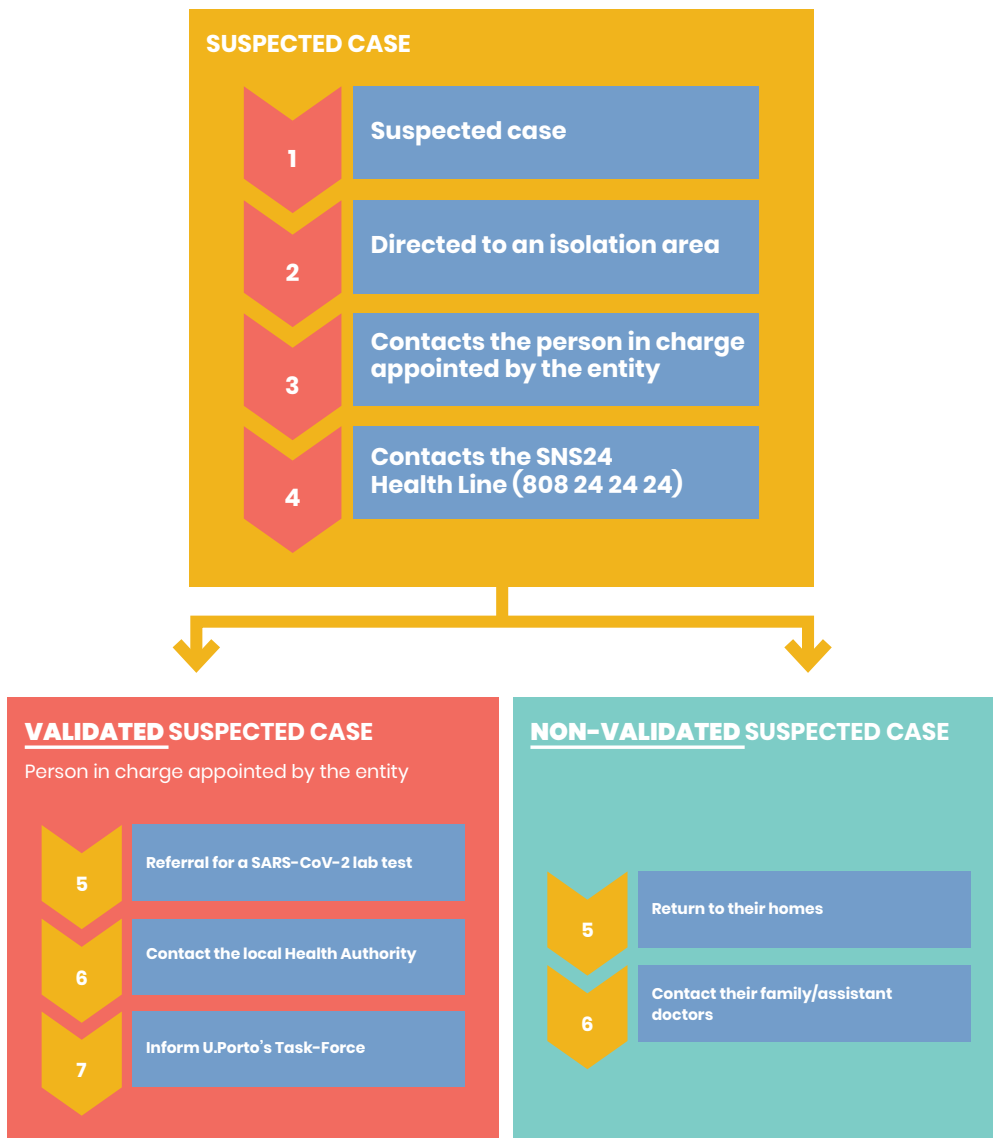 SUSPECTED CASE
1
Suspected case
2
Directed to an isolation area
3
Contacts the person in charge
appointed by the entity
4
Contacts the SNS24
Health Line (808 24 24 24)
VALIDATED SUSPECTED CASE
Person in charge appointed by the entity
5
Referral for a SARS-CoV-2 lab test
6
Contact the local Health Authority
7
Inform U.Porto's Task-Force
NON-VALIDATED SUSPECTED CASE
5
Return to their homes
6
Contact their family/assistant
doctors